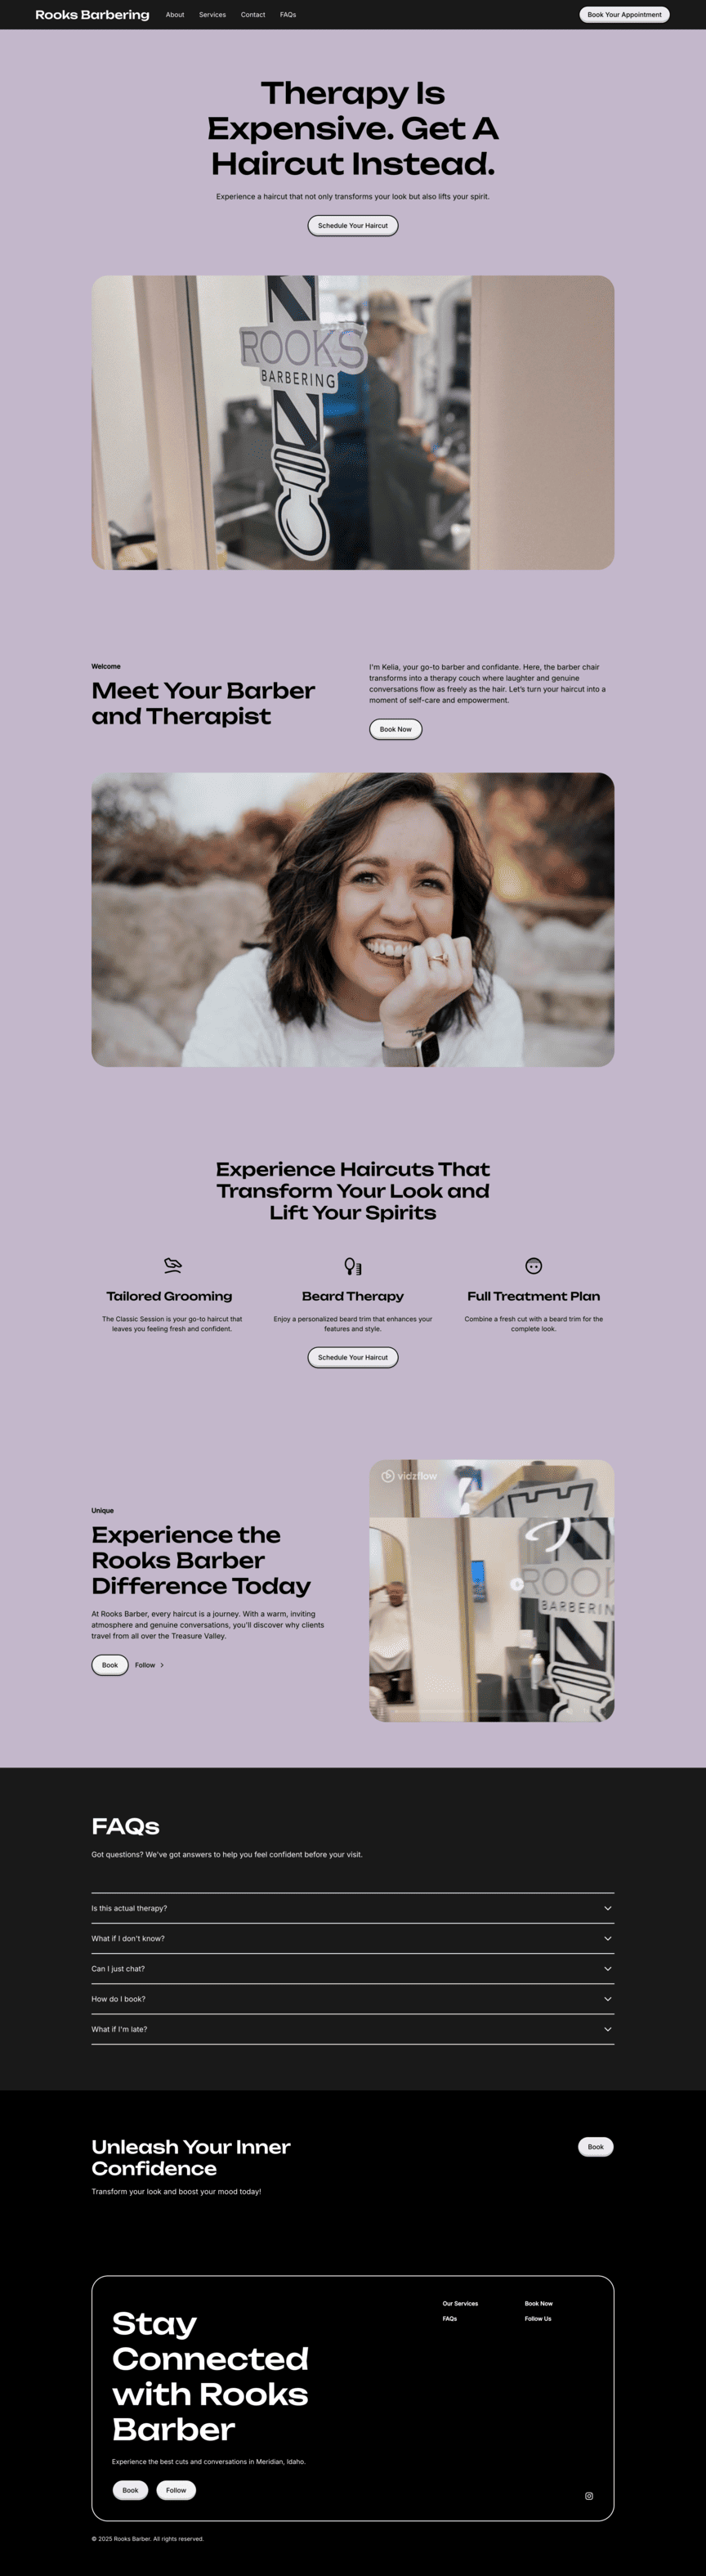 Rooks Barbering
About
Services
Contact
FAQs
Book Your Appointment
Therapy Is
Expensive. Get A
Haircut Instead.
Experience a haircut that not only transforms your look but also lifts your spirit.
Schedule Your Haircut
ROOKS
BARBERING
Welcome
Meet Your Barber
and Therapist
I'm Kelia, your go-to barber and confidante. Here, the barber chair
transforms into a therapy couch where laughter and genuine
conversations flow as freely as the hair. Let's turn your haircut into a
moment of self-care and empowerment.
Book Now
Experience Haircuts That
Transform Your Look and
Lift Your Spirits
Tailored Grooming
The Classic Session is your go-to haircut that
leaves you feeling fresh and confident.
Beard Therapy
Enjoy a personalized beard trim that enhances your
features and style.
Full Treatment Plan
Combine a fresh cut with a beard trim for the
complete look.
Schedule Your Haircut
Unique
Experience the
Rooks Barber
Difference Today
At Rooks Barber, every haircut is a journey. With a warm, inviting
atmosphere and genuine conversations, you'll discover why clients
travel from all over the Treasure Valley.
Book
Follow
vidzflow
ROO
BARBERIN
FAQs
Got questions? We've got answers to help you feel confident before your visit.
Is this actual therapy?
What if I don't know?
Can I just chat?
How do I book?
What if I'm late?
Unleash Your Inner
Confidence
Transform your look and boost your mood today!
Book
Stay
Connected
with Rooks
Barber
Experience the best cuts and conversations in Meridian, Idaho.
Book
Follow
Our Services
FAQs
Book Now
Follow Us
© 2025 Rooks Barber. All rights reserved.